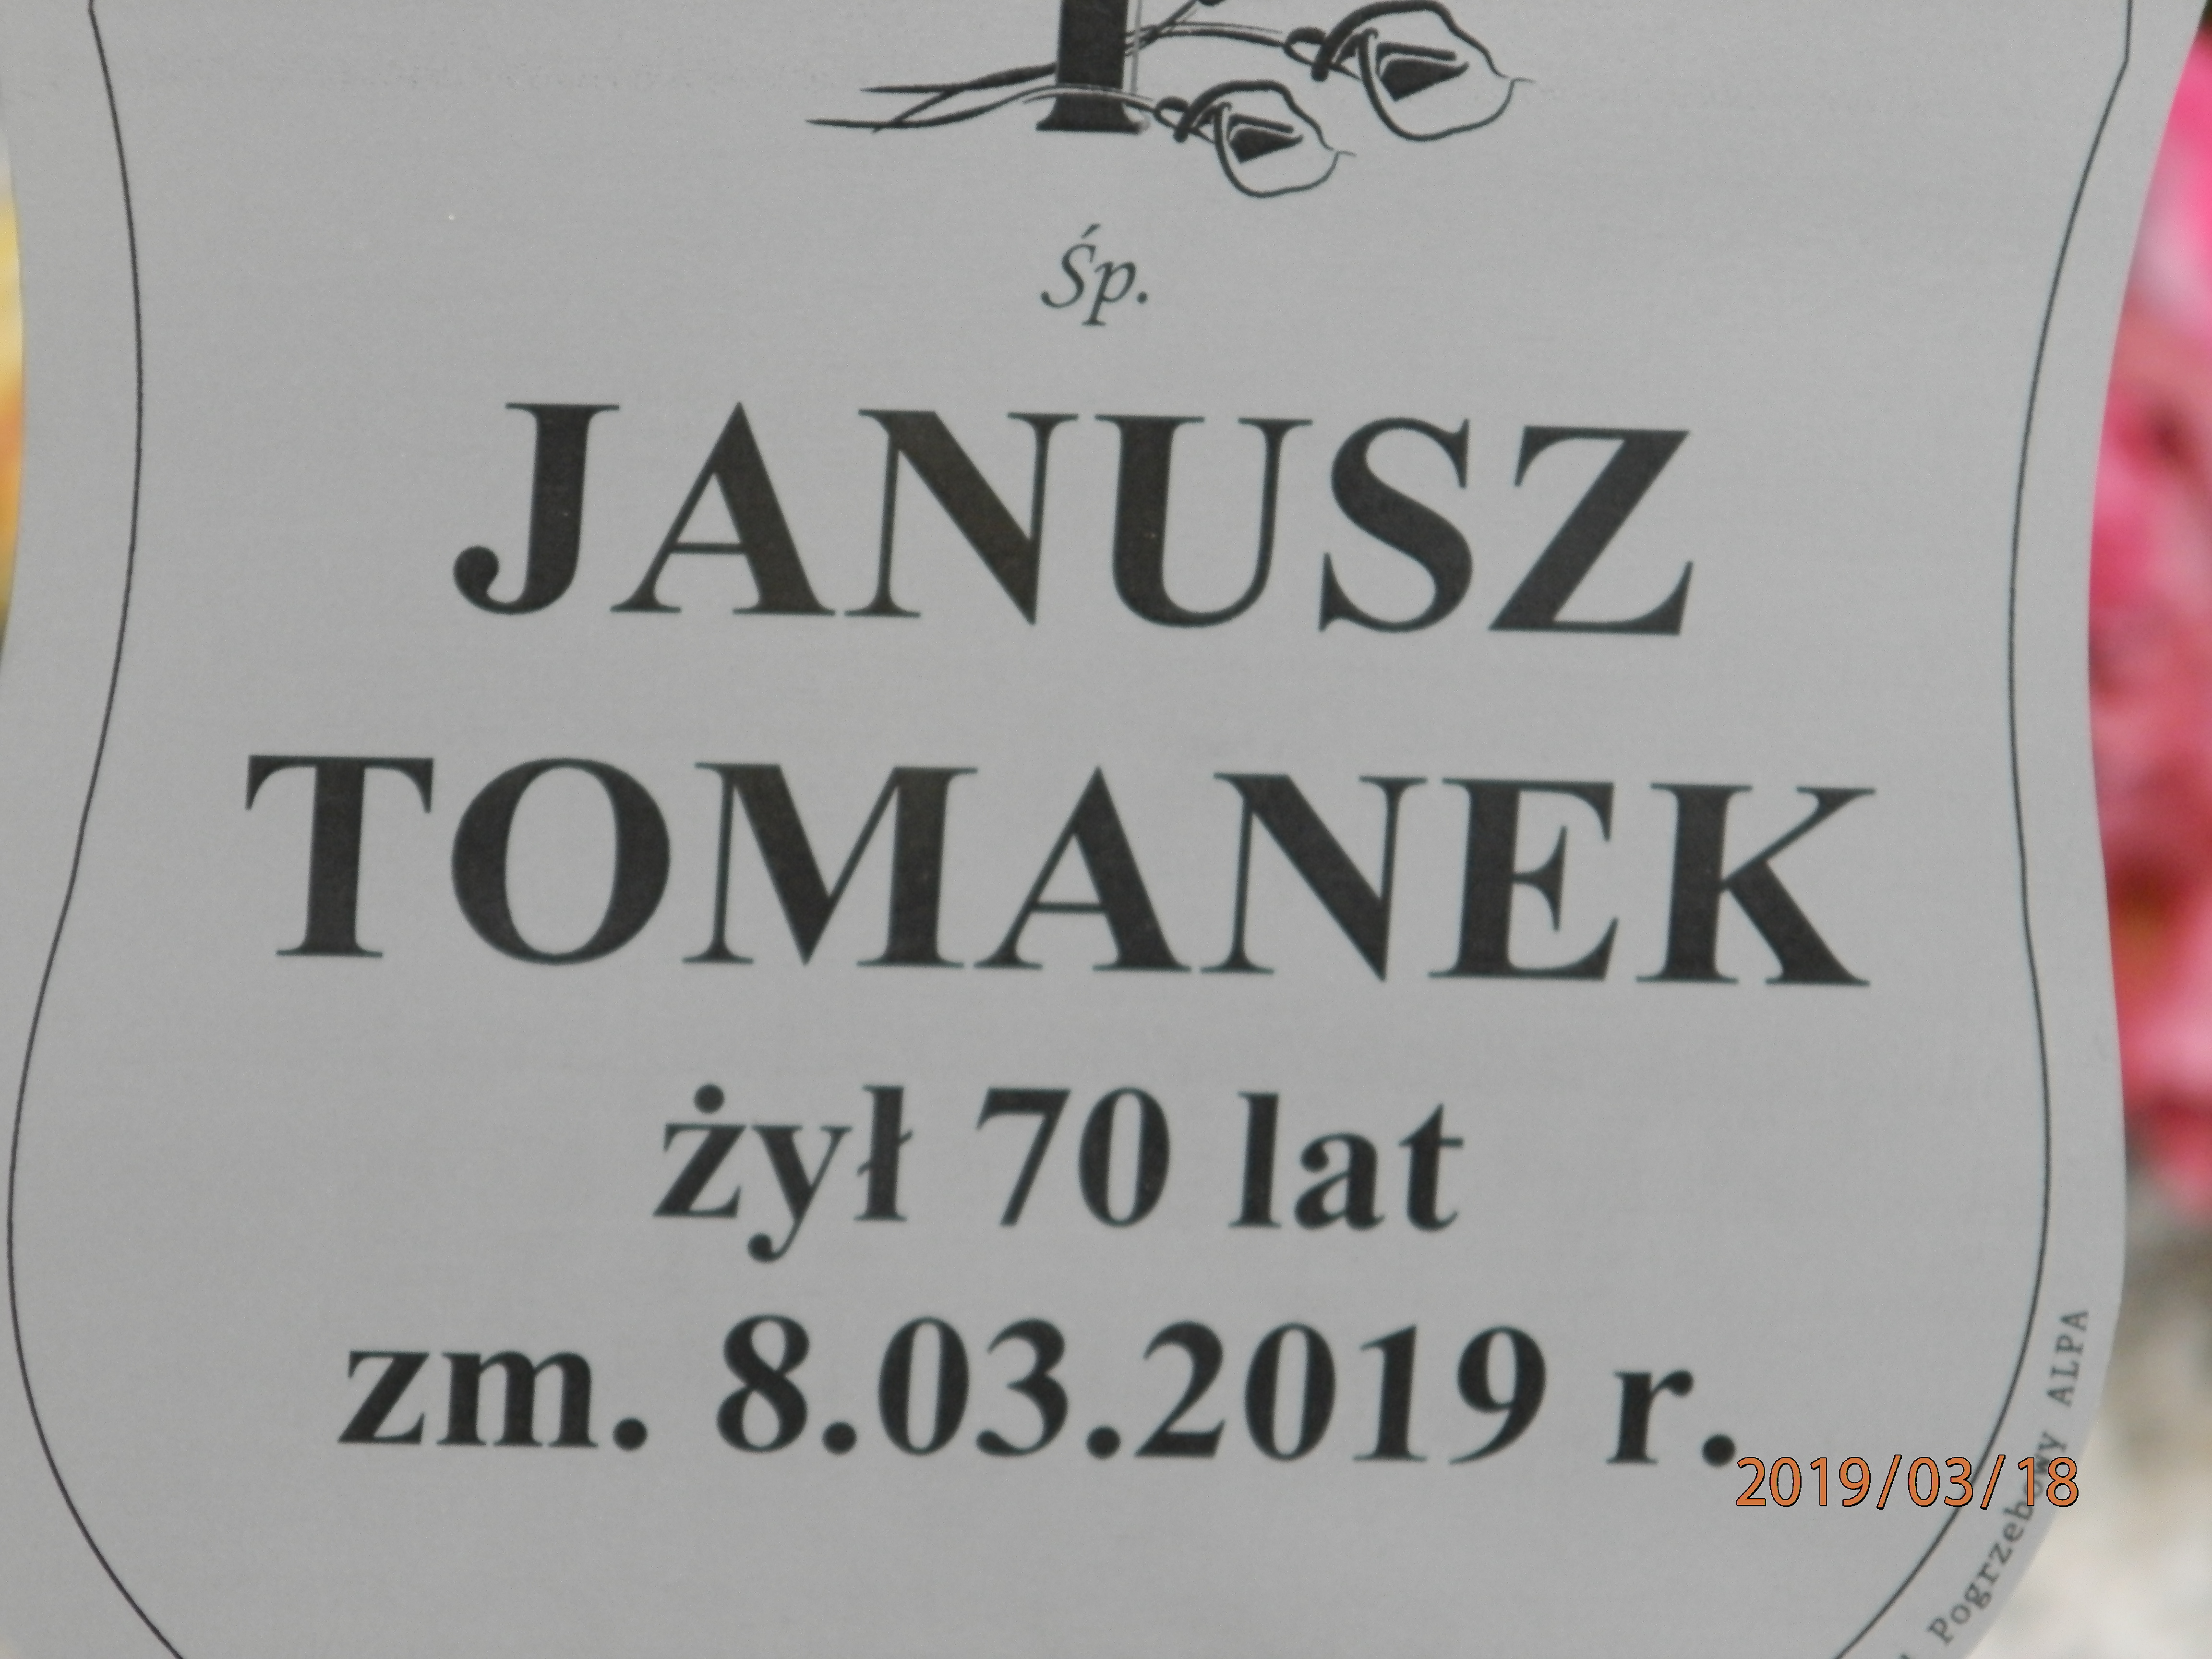 Śp.
JANUSZ
TOMANEK
żył 70 lat
zm. 8.03.2019 r.
2019/03/18
Pogrzebowy ALPA